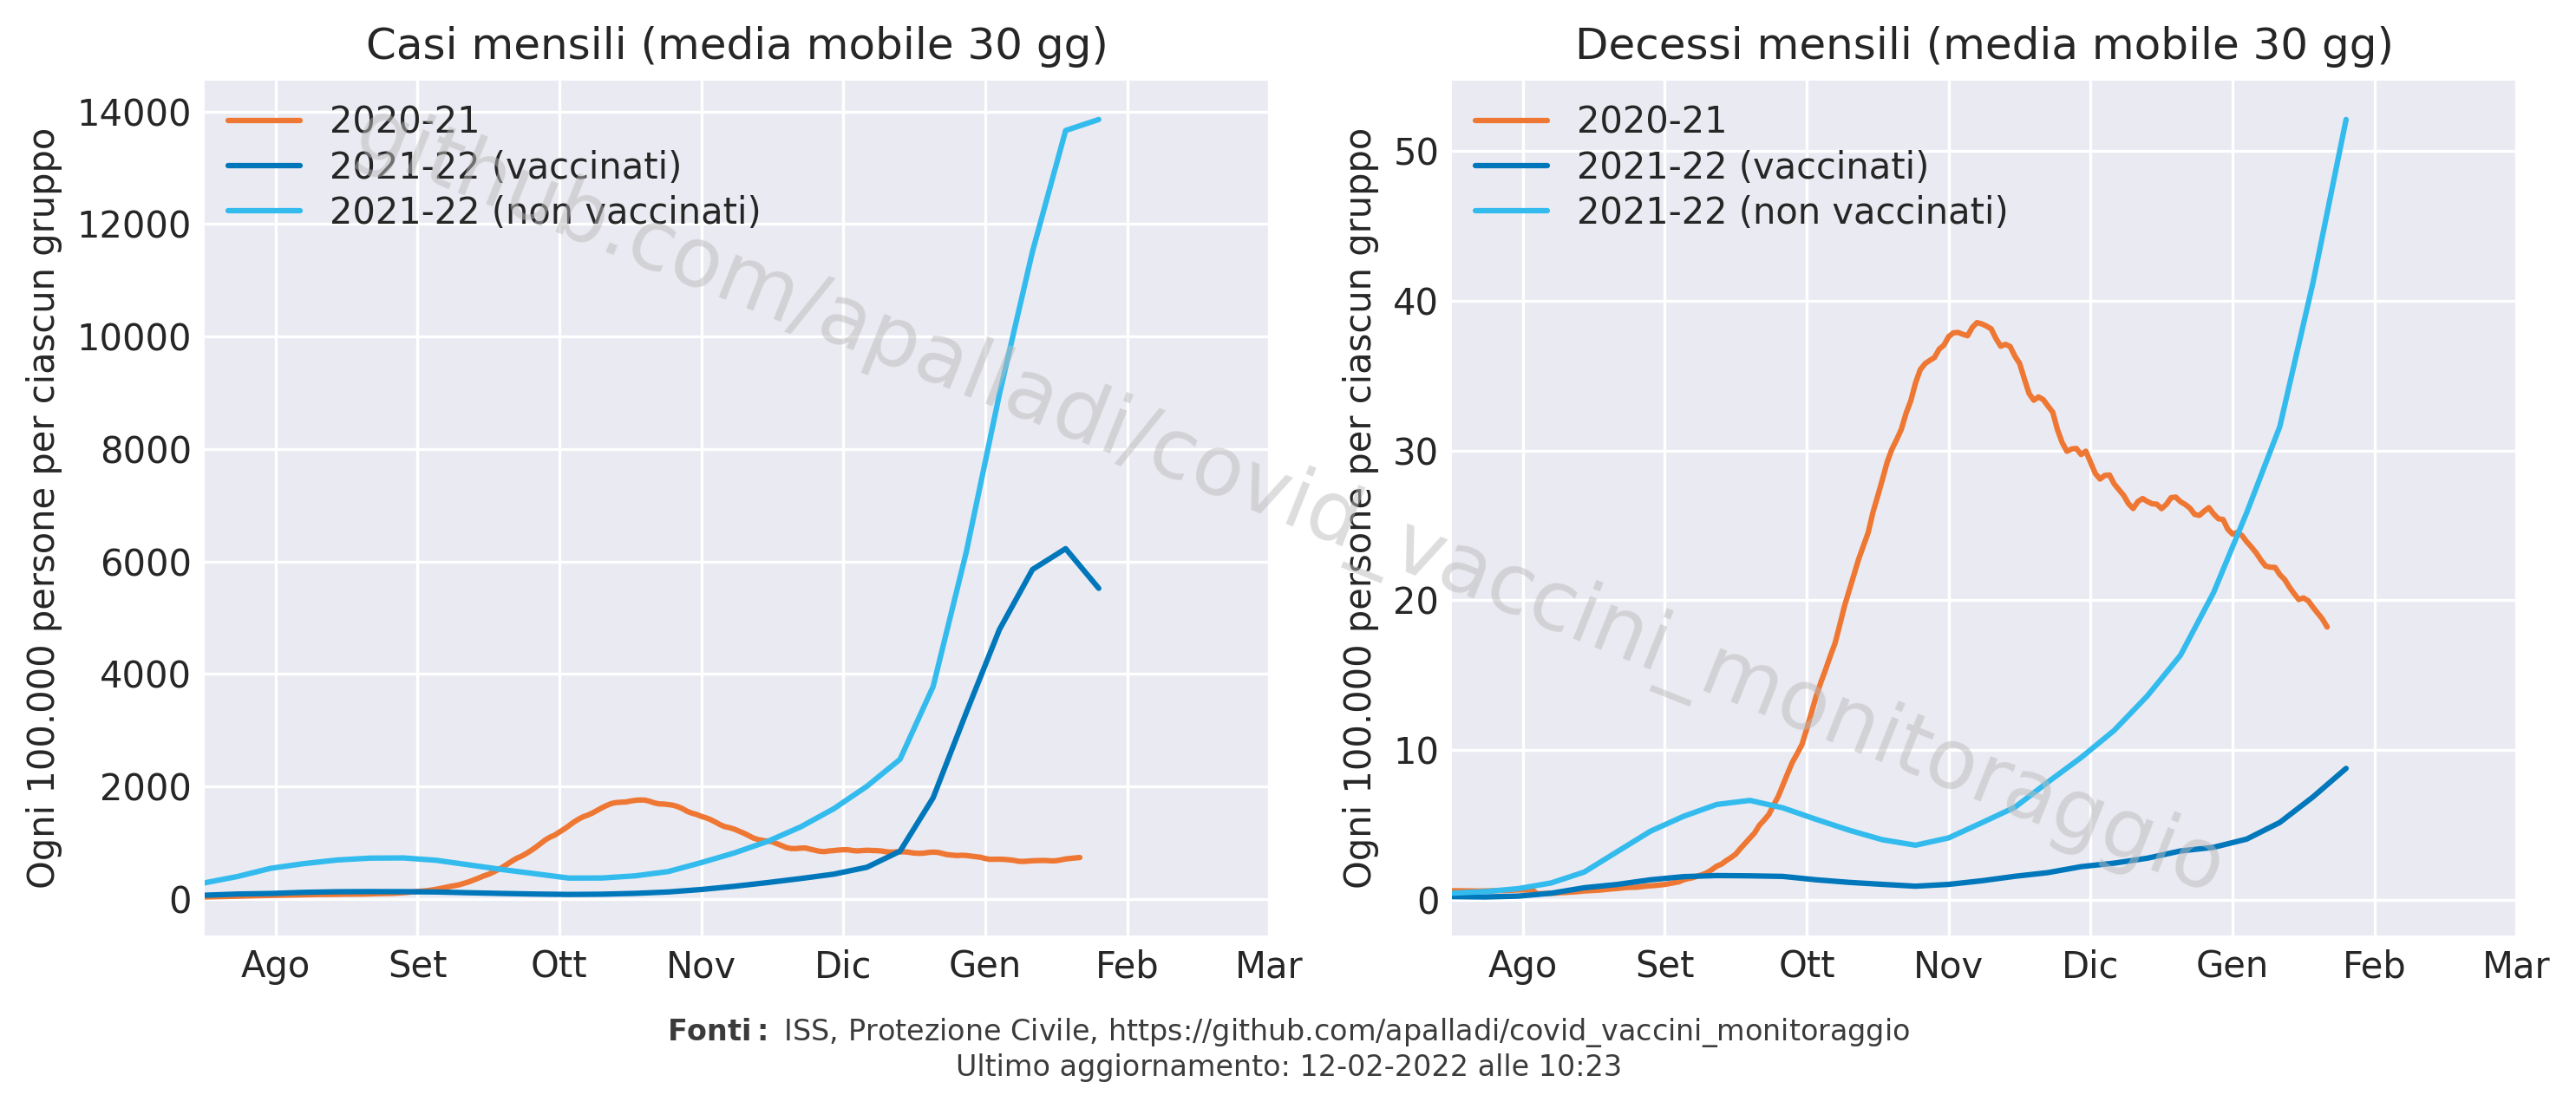 Casi mensili (media mobile 30 gg)
Ogni 100.000 persone per ciascun gruppo
14000
12000
10000
8000
6000
4000
2000
0
2020-21
2021-22 (vaccinati)
2021-22 (non vaccinati)
Ago Set Ott Nov Dic Gen Feb Mar
Decessi mensili (media mobile 30 gg)
Ogni 100.000 persone per ciascun gruppo
50
40
30
20
10
0
2020-21
2021-22 (vaccinati)
2021-22 (non vaccinati)
Ago Set Ott Nov Dic Gen Feb Mar
github.com/apalladi/covid_vaccini_monitoraggio
Fonti: ISS, Protezione Civile, https://github.com/apalladi/covid_vaccini_monitoraggio
Ultimo aggiornamento: 12-02-2022 alle 10:23